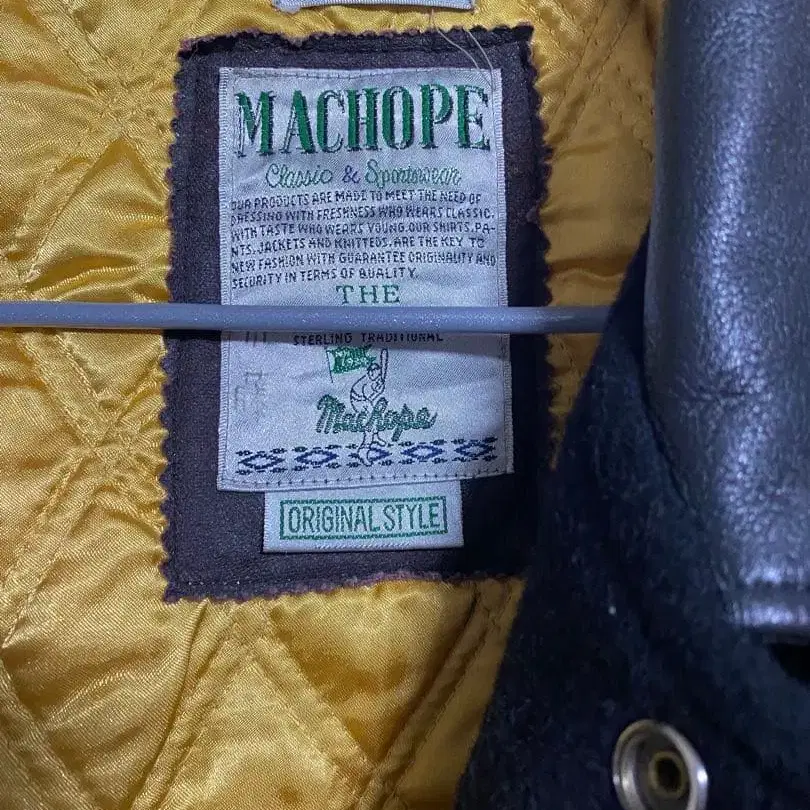 MACHOPE
Classic & Sportswear
OUR PRODUCTS ARE MADE TO MEET THE NEED OF
DRESSING WITH FRESHNESS WHO WEARS CLASSIC,
WITH TASTE WHO WEARS YOUNG.OUR SHIRTS.PA-
NTS.JACKETS AND KNITTEDS.ARE THE KEY TO
NEW FASHION WITH GUARANTEE ORIGINALITY AND
SECURITY IN TERMS OF QUALITY.
THE
STERLING TRADITIONAL
Machope
ORIGINAL STYLE